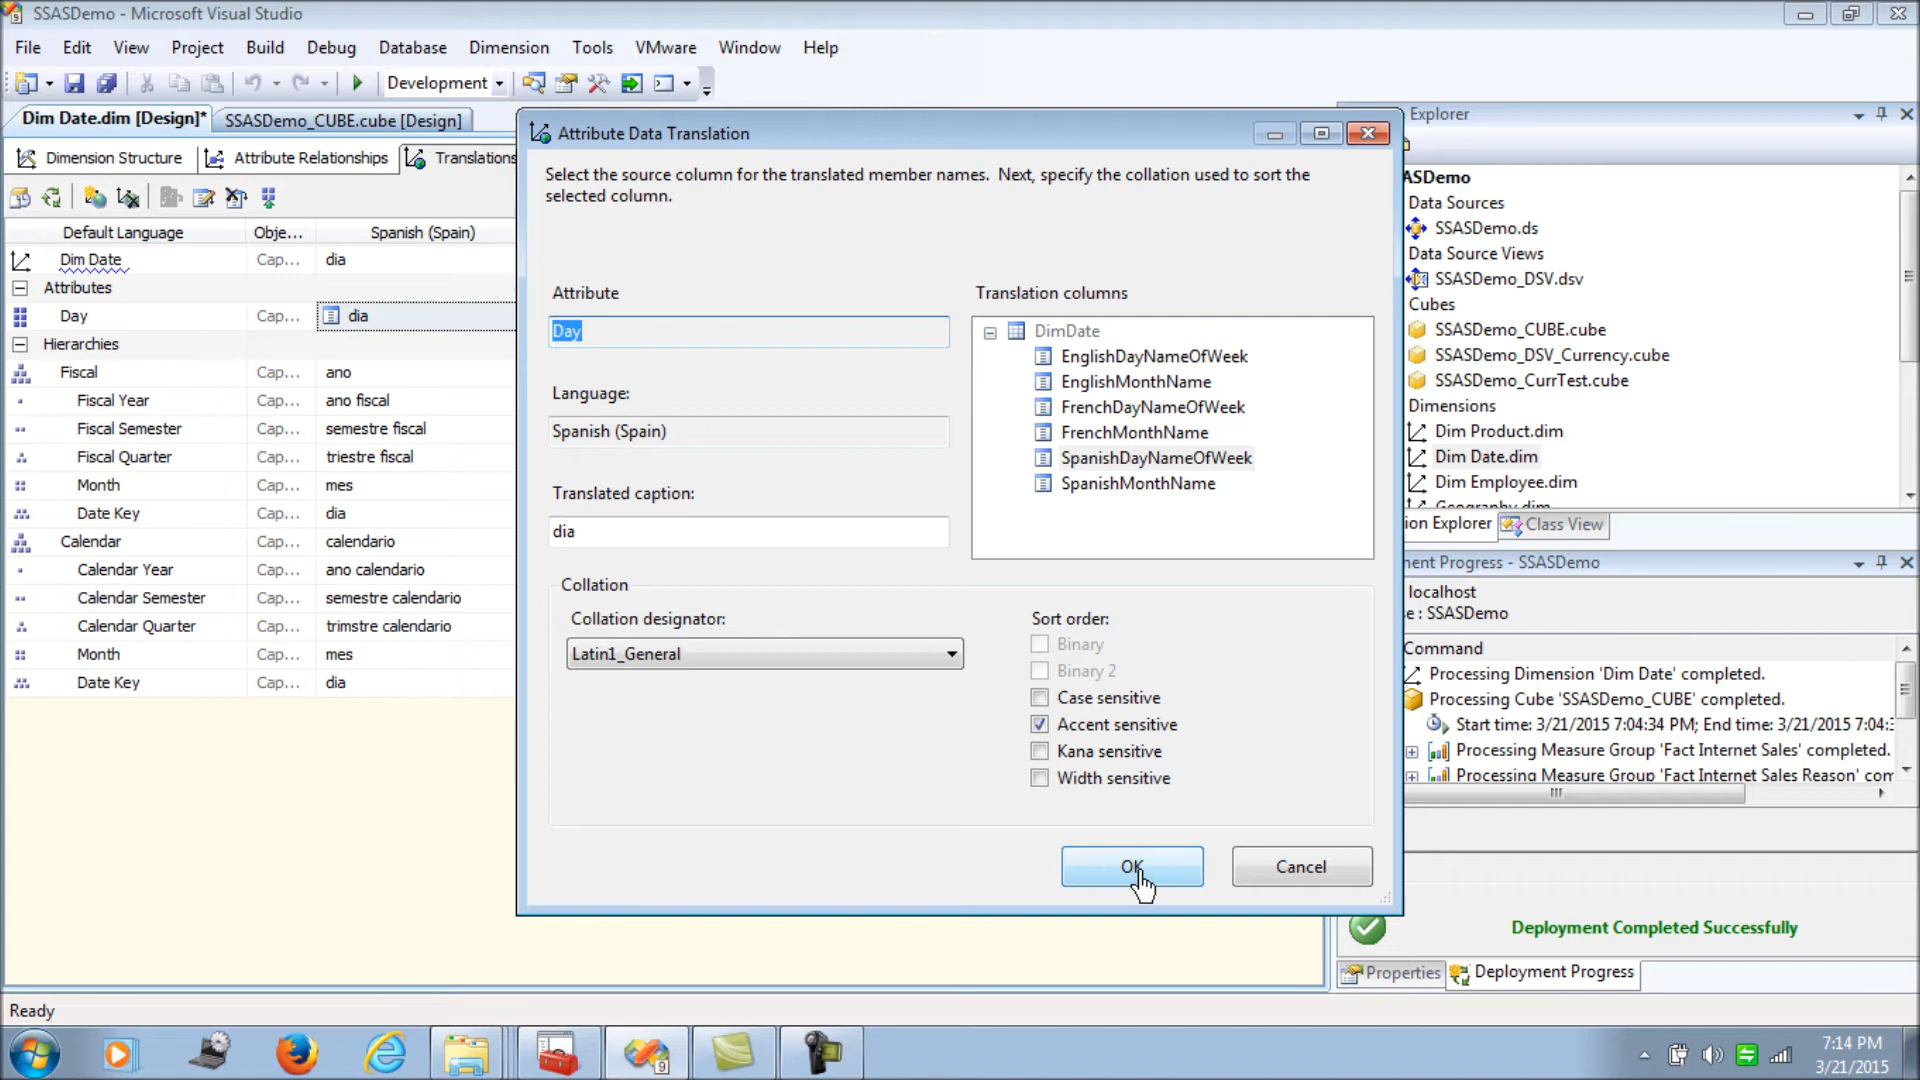 SSASDemo - Microsoft Visual Studio
File Edit View Project Build Debug Database Dimension Tools VMware Window Help
Development
Dim Date.dim [Design]* SSASDemo_CUBE.cube [Design]
Dimension Structure Attribute Relationships Translations
Default Language Obje... Spanish (Spain)
Dim Date Cap... dia
Attributes
Day Cap... dia
Hierarchies
Fiscal Cap... ano
Fiscal Year Cap... ano fiscal
Fiscal Semester Cap... semestre fiscal
Fiscal Quarter Cap... triestre fiscal
Month Cap... mes
Date Key Cap... dia
Calendar Cap... calendario
Calendar Year Cap... ano calendario
Calendar Semester Cap... semestre calendario
Calendar Quarter Cap... trimstre calendario
Month Cap... mes
Date Key Cap... dia
Attribute Data Translation
Select the source column for the translated member names. Next, specify the collation used to sort the
selected column.
Attribute
Day
Language:
Spanish (Spain)
Translated caption:
dia
Translation columns
DimDate
EnglishDayNameOfWeek
EnglishMonthName
FrenchDayNameOfWeek
FrenchMonthName
SpanishDayNameOfWeek
SpanishMonthName
Collation
Collation designator:
Latin1_General
Sort order:
Binary
Binary 2
Case sensitive
Accent sensitive
Kana sensitive
Width sensitive
OK Cancel
Explorer
ASDemo
Data Sources
SSASDemo.ds
Data Source Views
SSASDemo_DSV.dsv
Cubes
SSASDemo_CUBE.cube
SSASDemo_DSV_Currency.cube
SSASDemo_CurrTest.cube
Dimensions
Dim Product.dim
Dim Date.dim
Dim Employee.dim
Geography.dim
ion Explorer Class View
ment Progress - SSASDemo
localhost
se : SSASDemo
Command
Processing Dimension 'Dim Date' completed.
Processing Cube 'SSASDemo_CUBE' completed.
Start time: 3/21/2015 7:04:34 PM; End time: 3/21/2015 7:04:3
Processing Measure Group 'Fact Internet Sales' completed.
Processing Measure Group 'Fact Internet Sales Reason' com
Deployment Completed Successfully
Properties Deployment Progress
Ready
7:14 PM
3/21/2015